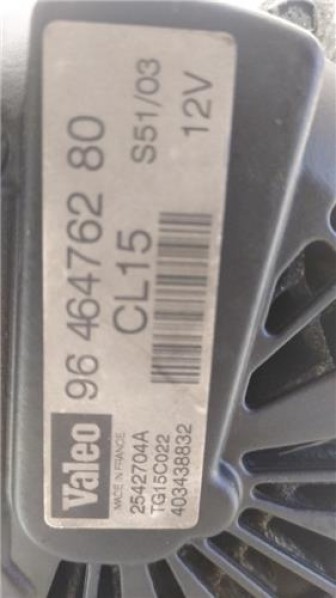 Valeo
MADE IN FRANCE
96 464762 80
CL15
S51/03
12V
2542704A
TG15C022
403438832